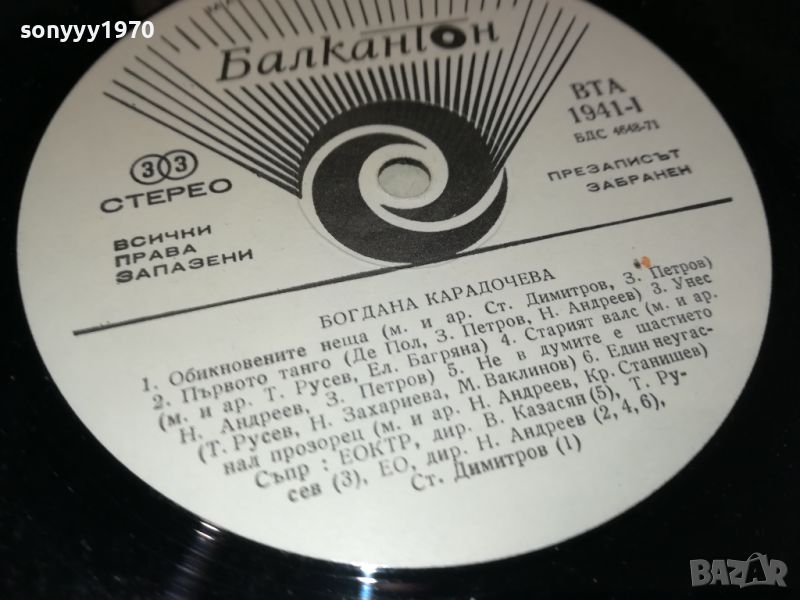 sonyyy1970
Балкантон
ВТА
1941-I
БДС 4648-71
33
СТЕРЕО
ПРЕЗАПИСЪТ
ЗАБРАНЕН
ВСИЧКИ
ПРАВА
ЗАПАЗЕНИ
БОГДАНА КАРАДОЧЕВА
1. Обикновените неща (м. и ар. Ст. Димитров, З. Петров)
2. Първото танго (Де Пол, З. Петров, Н. Андреев) 3. Унес
(м. и ар. Т. Русев, Ел. Багряна) 4. Старият валс (м. и ар.
Н. Андреев, З. Петров) 5. Не в думите е щастието
(Т. Русев, Н. Захариева, М. Ваклинов) 6. Един неугас-
нал прозорец (м. и ар. Н. Андреев, Кр. Станишев)
Съпр : ЕОКТР, дир. В. Казасян (5), Т. Ру-
сев (3), ЕО, дир. Н. Андреев (2, 4, 6),
Ст. Димитров (1)
BAZAR